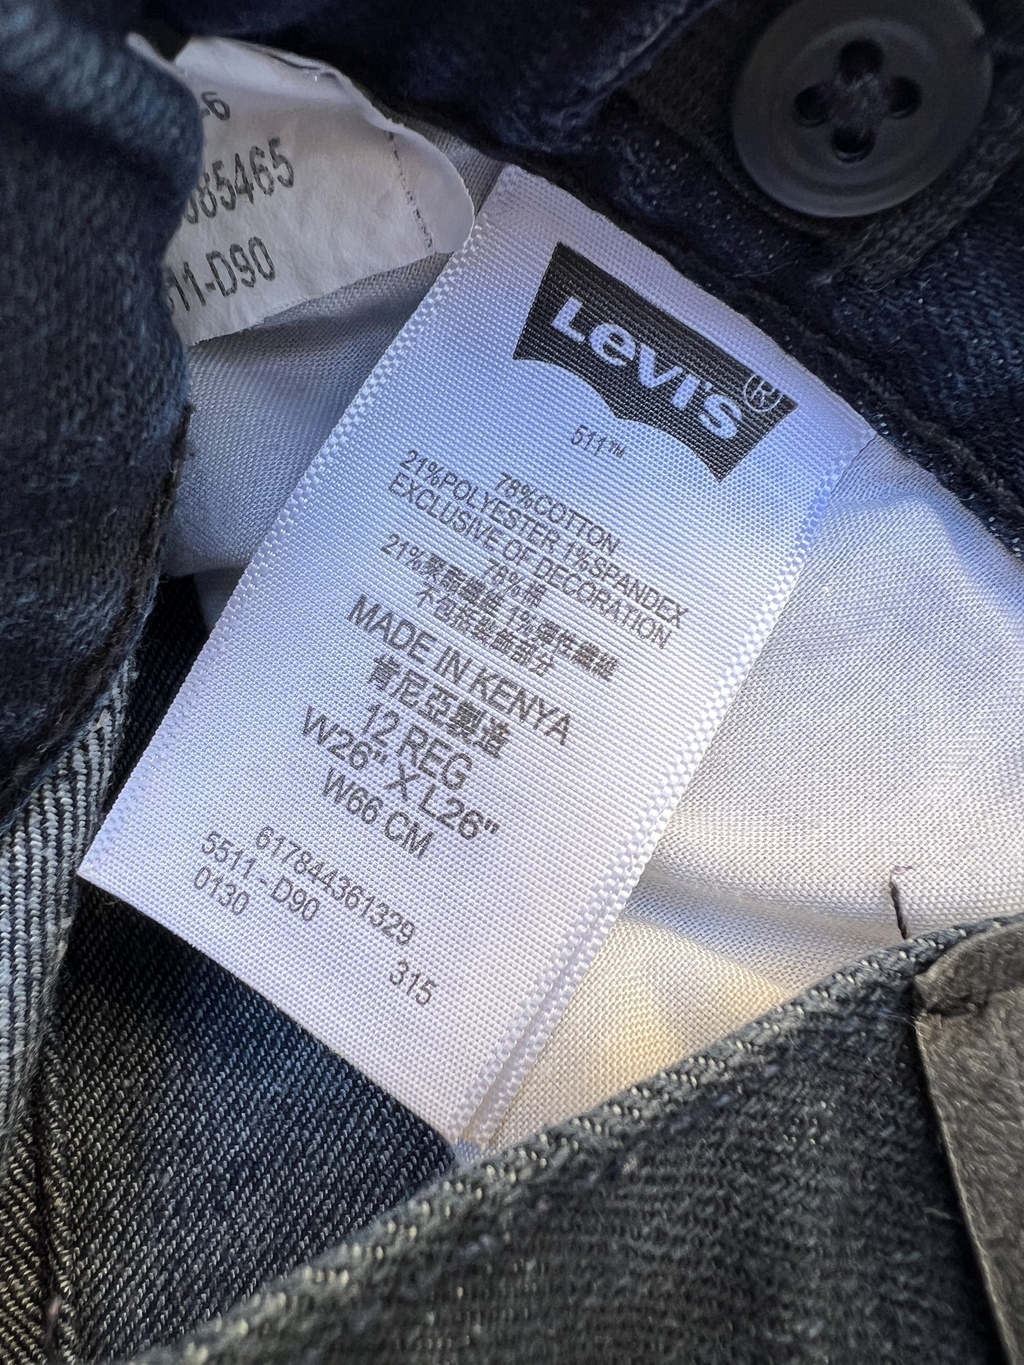 -6
085465
511-D90
LEVI'S®
511™
78%COTTON
21%POLYESTER 1%SPANDEX
EXCLUSIVE OF DECORATION
78%棉
21%聚酯纖維 1%彈性纖維
不包括裝飾部分
MADE IN KENYA
肯尼亞製造
12 REG
W26" X L26"
W66 CM
617844361329
5511 - D90
0130
315